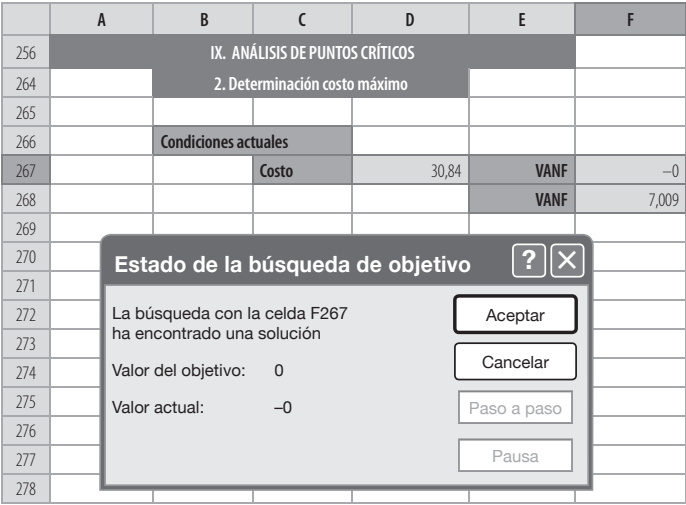 A B C D E F
256 IX. ANÁLISIS DE PUNTOS CRÍTICOS
264 2. Determinación costo máximo
265
266 Condiciones actuales
267 Costo 30,84 VANF –0
268 VANF 7,009
269
270
271
272
273
274
275
276
277
278
Estado de la búsqueda de objetivo ? ×
La búsqueda con la celda F267
ha encontrado una solución
Valor del objetivo: 0
Valor actual: –0
Aceptar
Cancelar
Paso a paso
Pausa